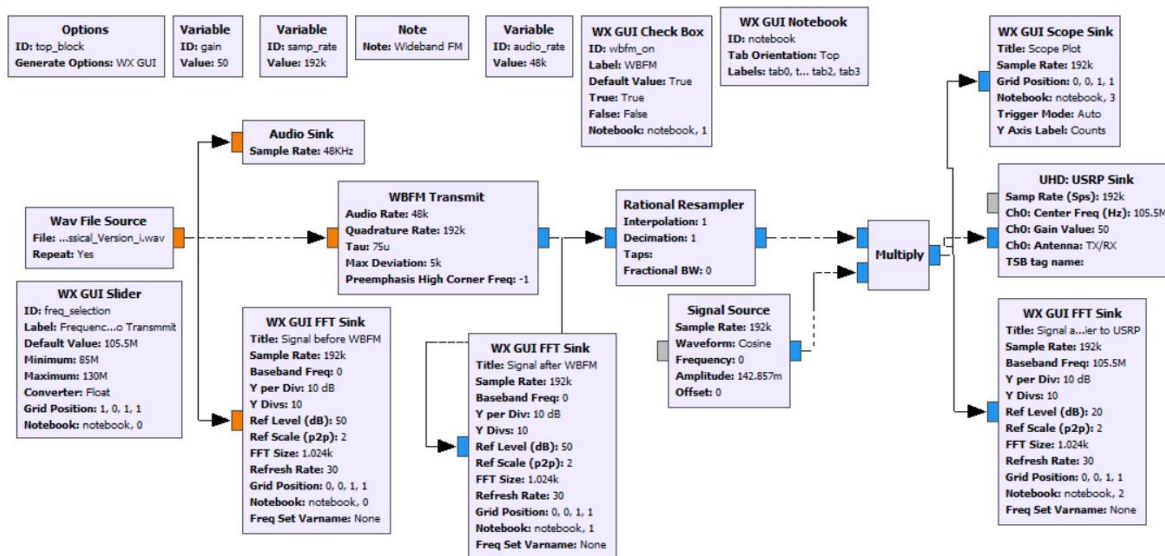 Options
ID: top_block
Generate Options: WX GUI
Variable
ID: gain
Value: 50
Variable
ID: samp_rate
Value: 192k
Note
Note: Wideband FM
Variable
ID: audio_rate
Value: 48k
WX GUI Check Box
ID: wbfm_on
Label: WBFM
Default Value: True
True: True
False: False
Notebook: notebook, 1
WX GUI Notebook
ID: notebook
Tab Orientation: Top
Labels: tab0, t... tab2, tab3
WX GUI Scope Sink
Title: Scope Plot
Sample Rate: 192k
Grid Position: 0, 0, 1, 1
Notebook: notebook, 3
Trigger Mode: Auto
Y Axis Label: Counts
Audio Sink
Sample Rate: 48KHz
Wav File Source
File: ...ssical_Version_i.wav
Repeat: Yes
WBFM Transmit
Audio Rate: 48k
Quadrature Rate: 192k
Tau: 75u
Max Deviation: 5k
Preemphasis High Corner Freq: -1
Rational Resampler
Interpolation: 1
Decimation: 1
Taps:
Fractional BW: 0
Multiply
UHD: USRP Sink
Samp Rate (Sps): 192k
Ch0: Center Freq (Hz): 105.5M
Ch0: Gain Value: 50
Ch0: Antenna: TX/RX
TSB tag name:
WX GUI Slider
ID: freq_selection
Label: Frequenc...o Transmmit
Default Value: 105.5M
Minimum: 85M
Maximum: 130M
Converter: Float
Grid Position: 1, 0, 1, 1
Notebook: notebook, 0
WX GUI FFT Sink
Title: Signal before WBFM
Sample Rate: 192k
Baseband Freq: 0
Y per Div: 10 dB
Y Divs: 10
Ref Level (dB): 50
Ref Scale (p2p): 2
FFT Size: 1.024k
Refresh Rate: 30
Grid Position: 0, 0, 1, 1
Notebook: notebook, 0
Freq Set Varname: None
WX GUI FFT Sink
Title: Signal after WBFM
Sample Rate: 192k
Baseband Freq: 0
Y per Div: 10 dB
Y Divs: 10
Ref Level (dB): 50
Ref Scale (p2p): 2
FFT Size: 1.024k
Refresh Rate: 30
Grid Position: 0, 0, 1, 1
Notebook: notebook, 1
Freq Set Varname: None
Signal Source
Sample Rate: 192k
Waveform: Cosine
Frequency: 0
Amplitude: 142.857m
Offset: 0
WX GUI FFT Sink
Title: Signal a...ier to USRP
Sample Rate: 192k
Baseband Freq: 105.5M
Y per Div: 10 dB
Y Divs: 10
Ref Level (dB): 20
Ref Scale (p2p): 2
FFT Size: 1.024k
Refresh Rate: 30
Grid Position: 0, 0, 1, 1
Notebook: notebook, 2
Freq Set Varname: None